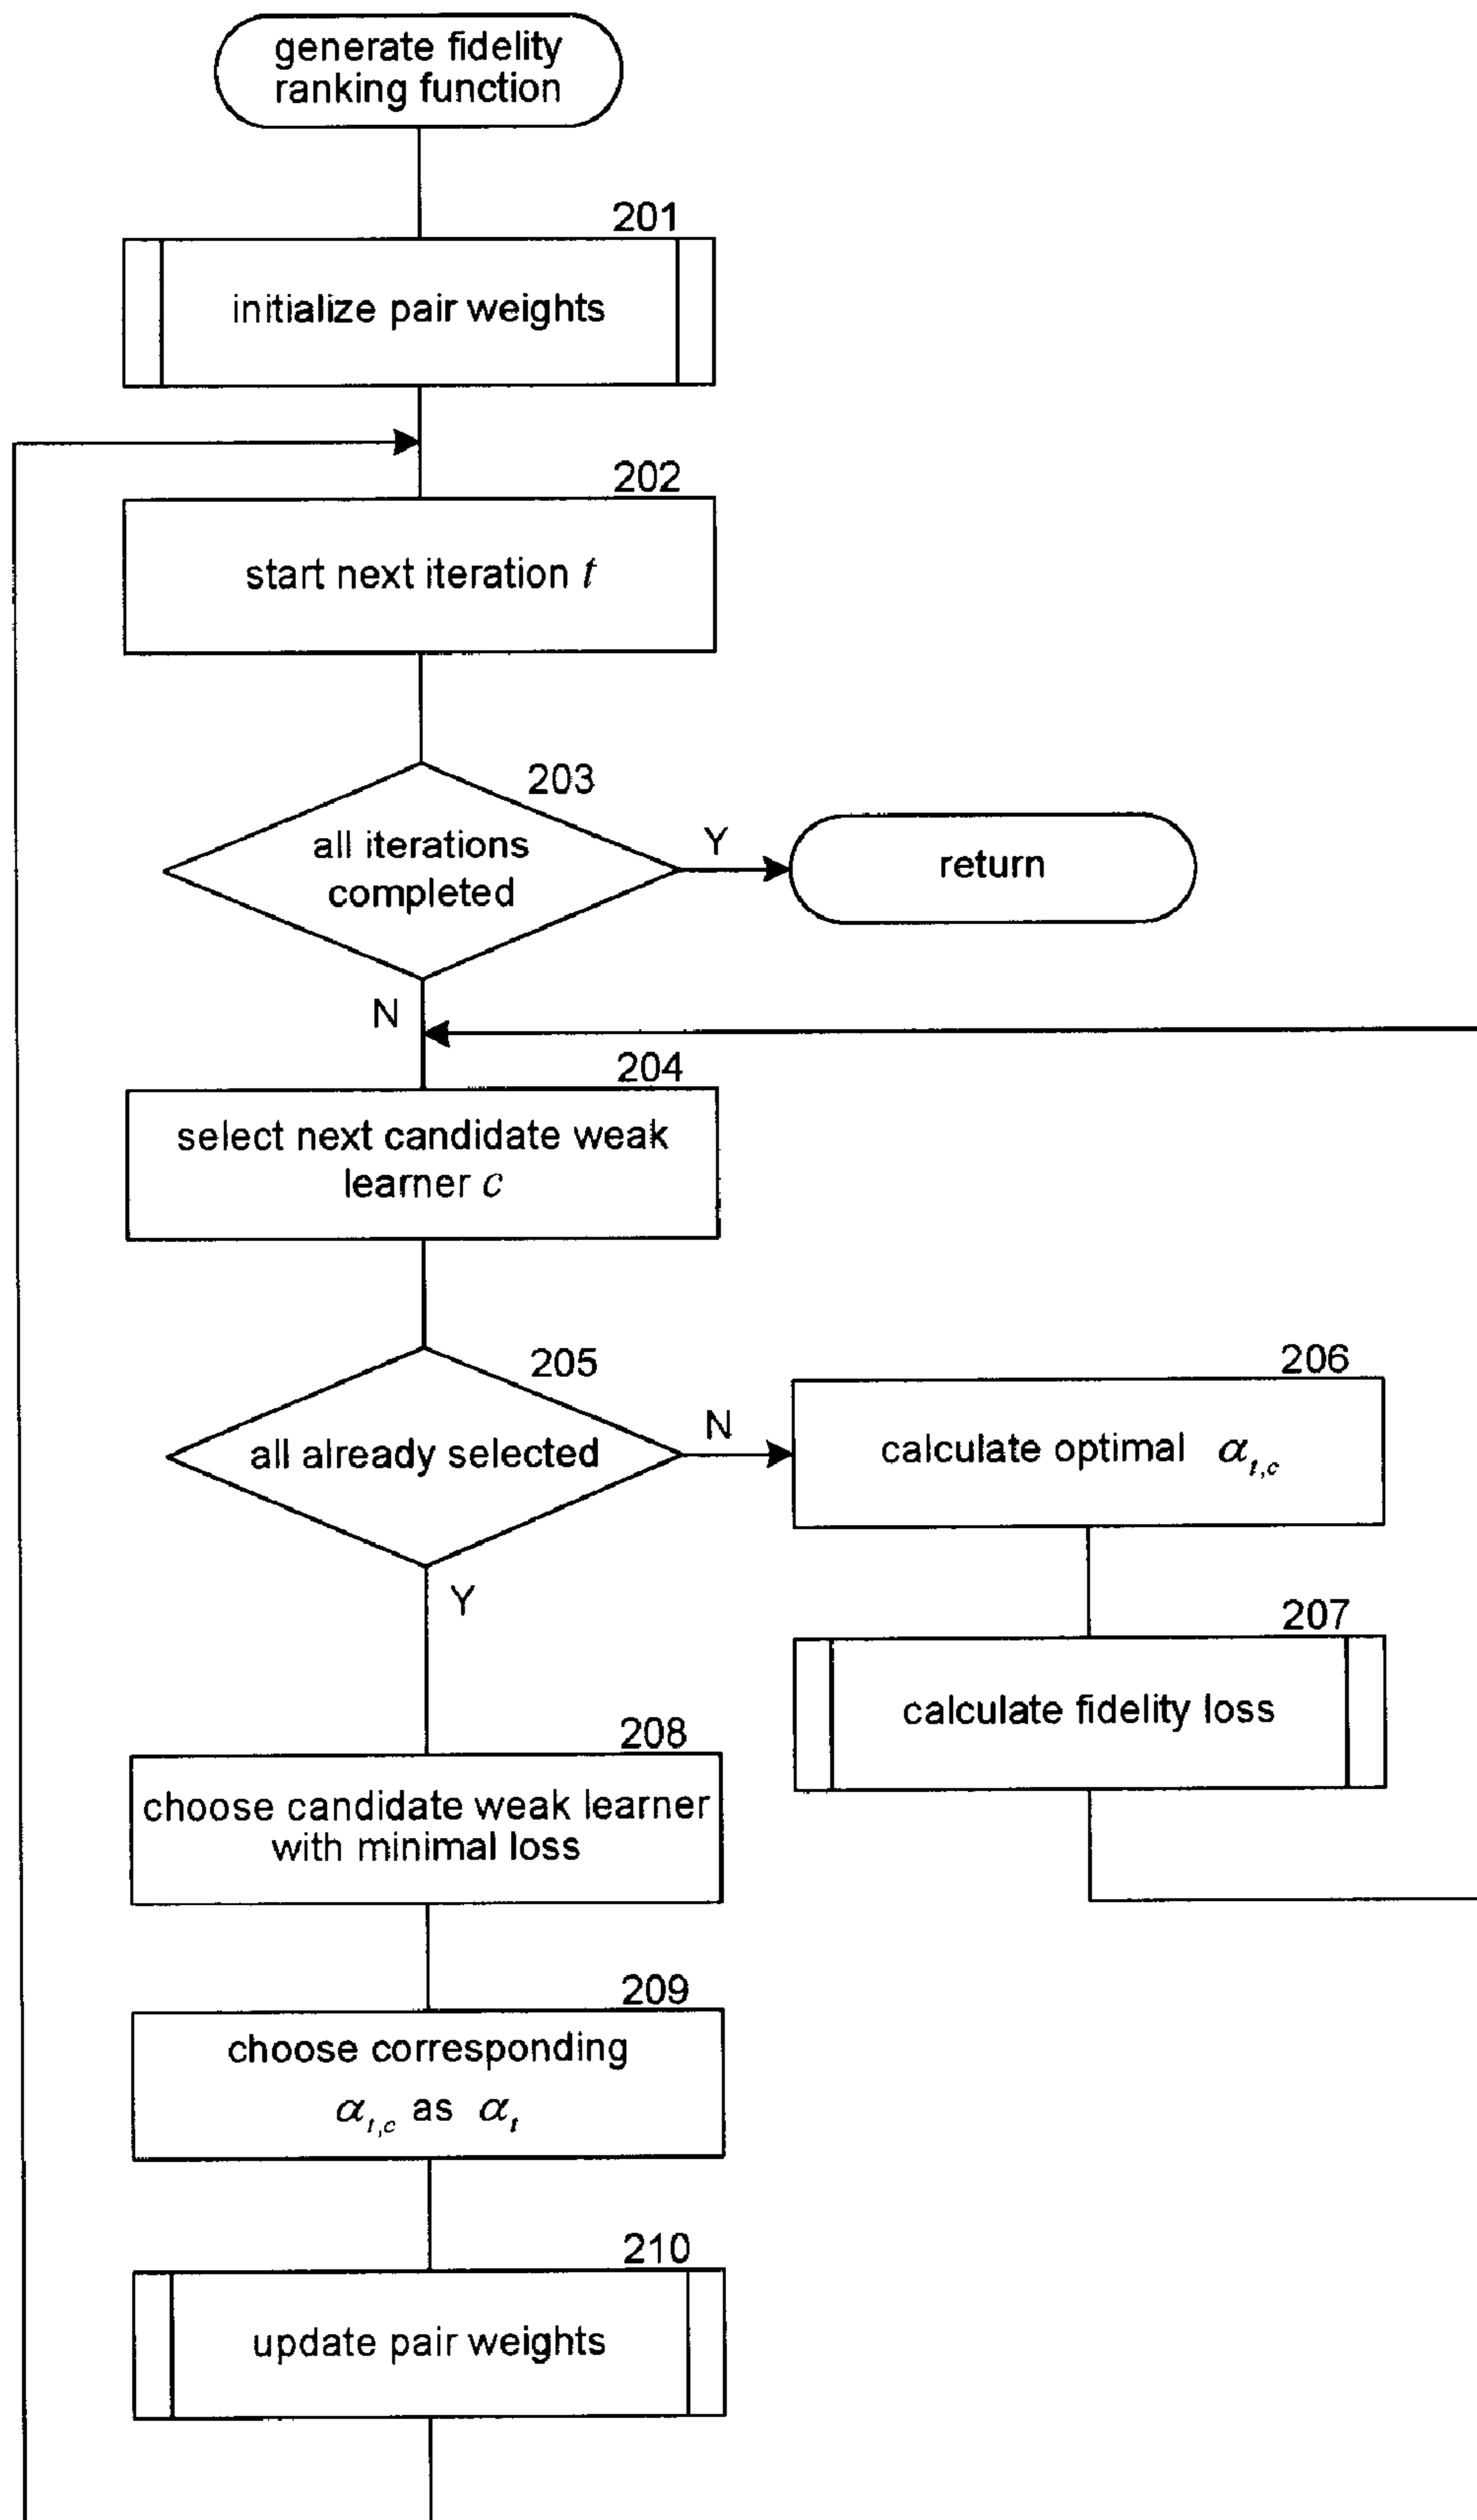 generate fidelity
ranking function
201
initialize pair weights
202
start next iteration t
203
all iterations
completed
Y
return
N
204
select next candidate weak
learner c
205
all already selected
N
206
calculate optimal α_{t,c}
Y
207
calculate fidelity loss
208
choose candidate weak learner
with minimal loss
209
choose corresponding
α_{t,c} as α_t
210
update pair weights